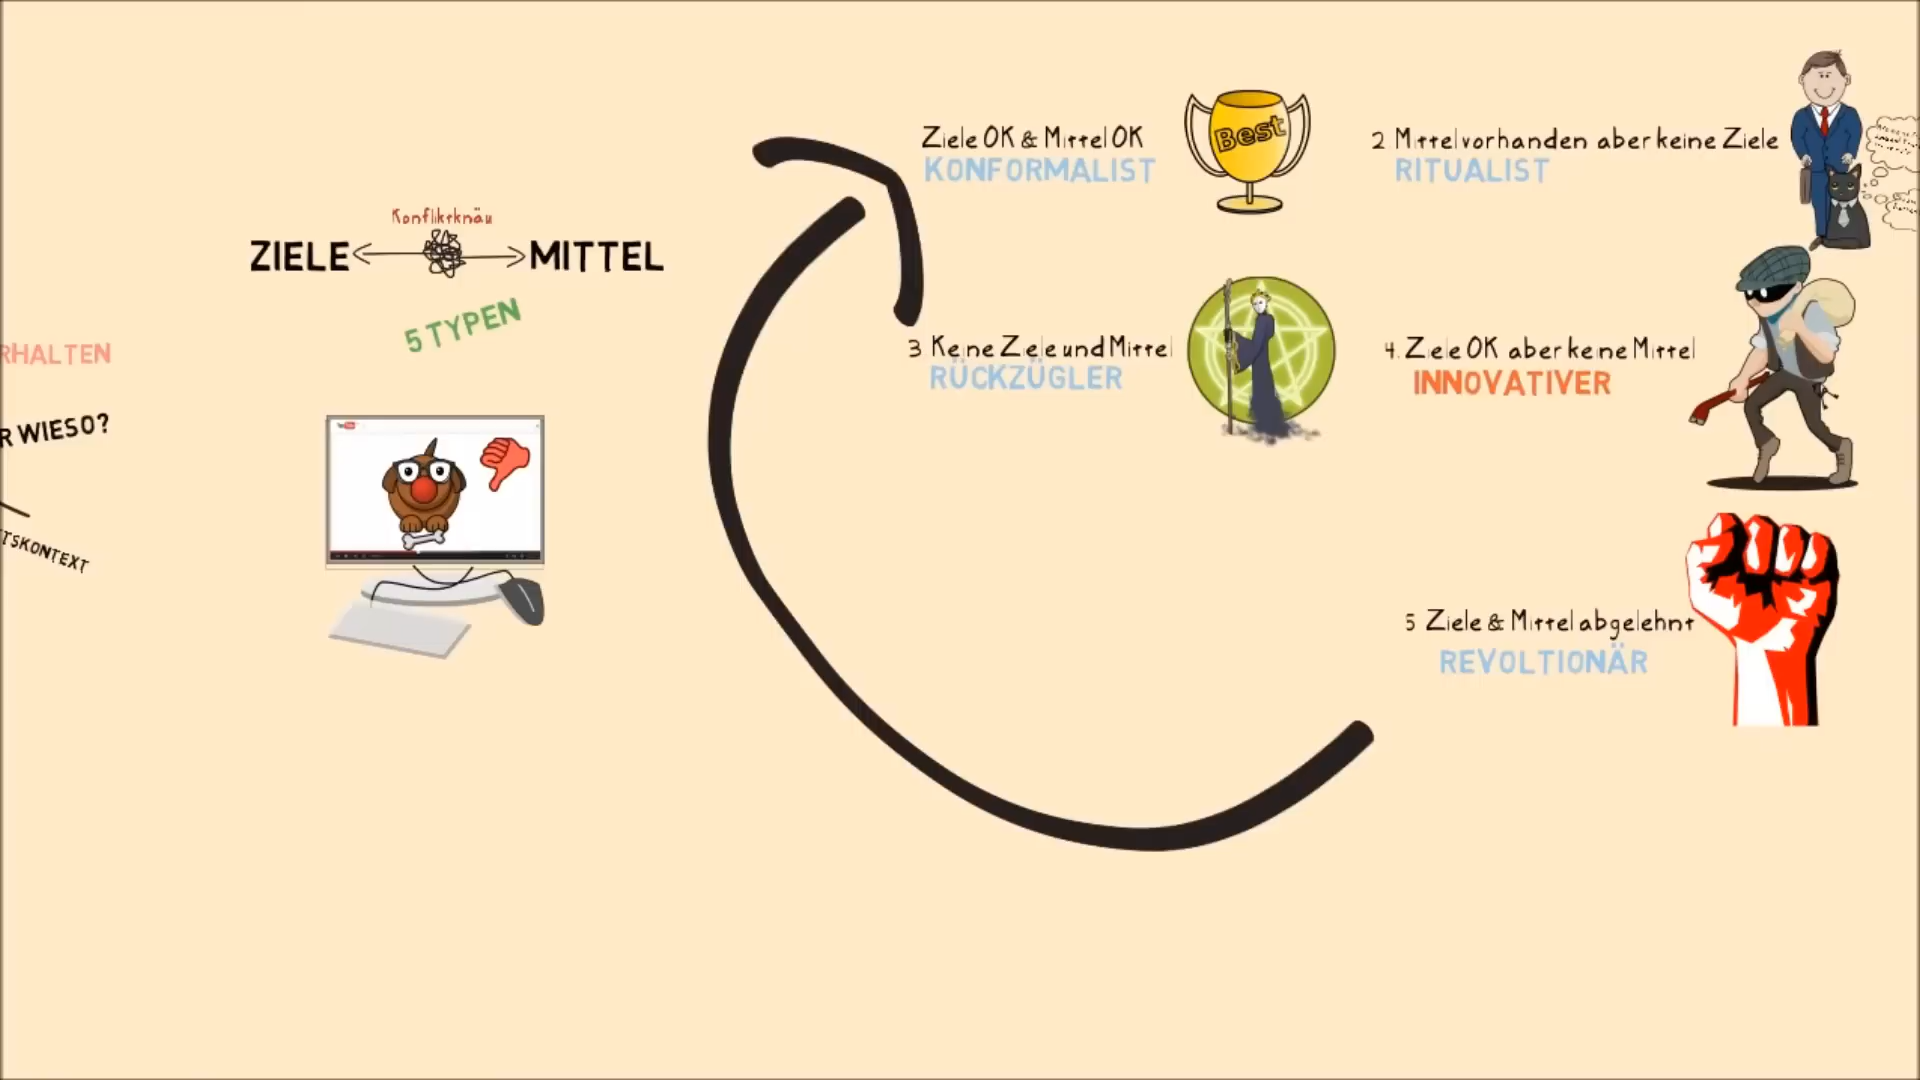 RHALTEN
R WIESO?
TSKONTEXT
Konfliktknäu
ZIELE MITTEL
5 TYPEN
Ziele OK & Mittel OK
KONFORMALIST
Best
2 Mittel vorhanden aber keine Ziele
RITUALIST
3 Keine Ziele und Mittel
RÜCKZÜGLER
4. Ziele OK aber keine Mittel
INNOVATIVER
5 Ziele & Mittel abgelehnt
REVOLTIONÄR